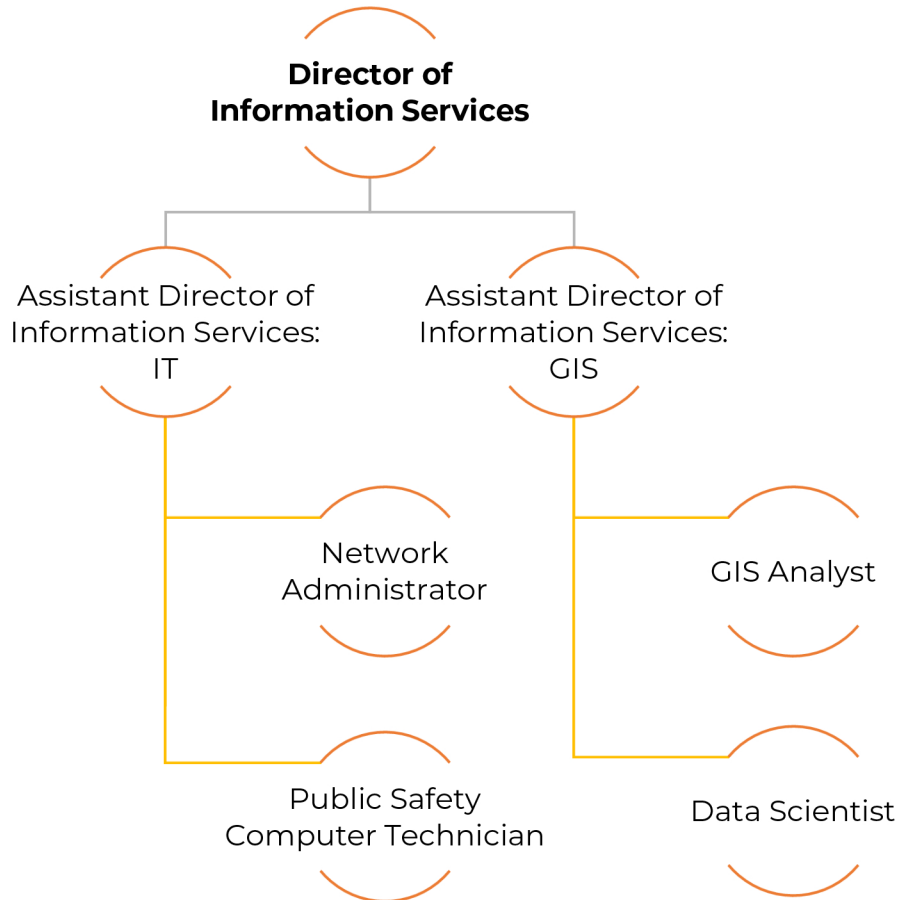 Director of
Information Services
Assistant Director of
Information Services:
IT
Assistant Director of
Information Services:
GIS
Network
Administrator
GIS Analyst
Public Safety
Computer Technician
Data Scientist